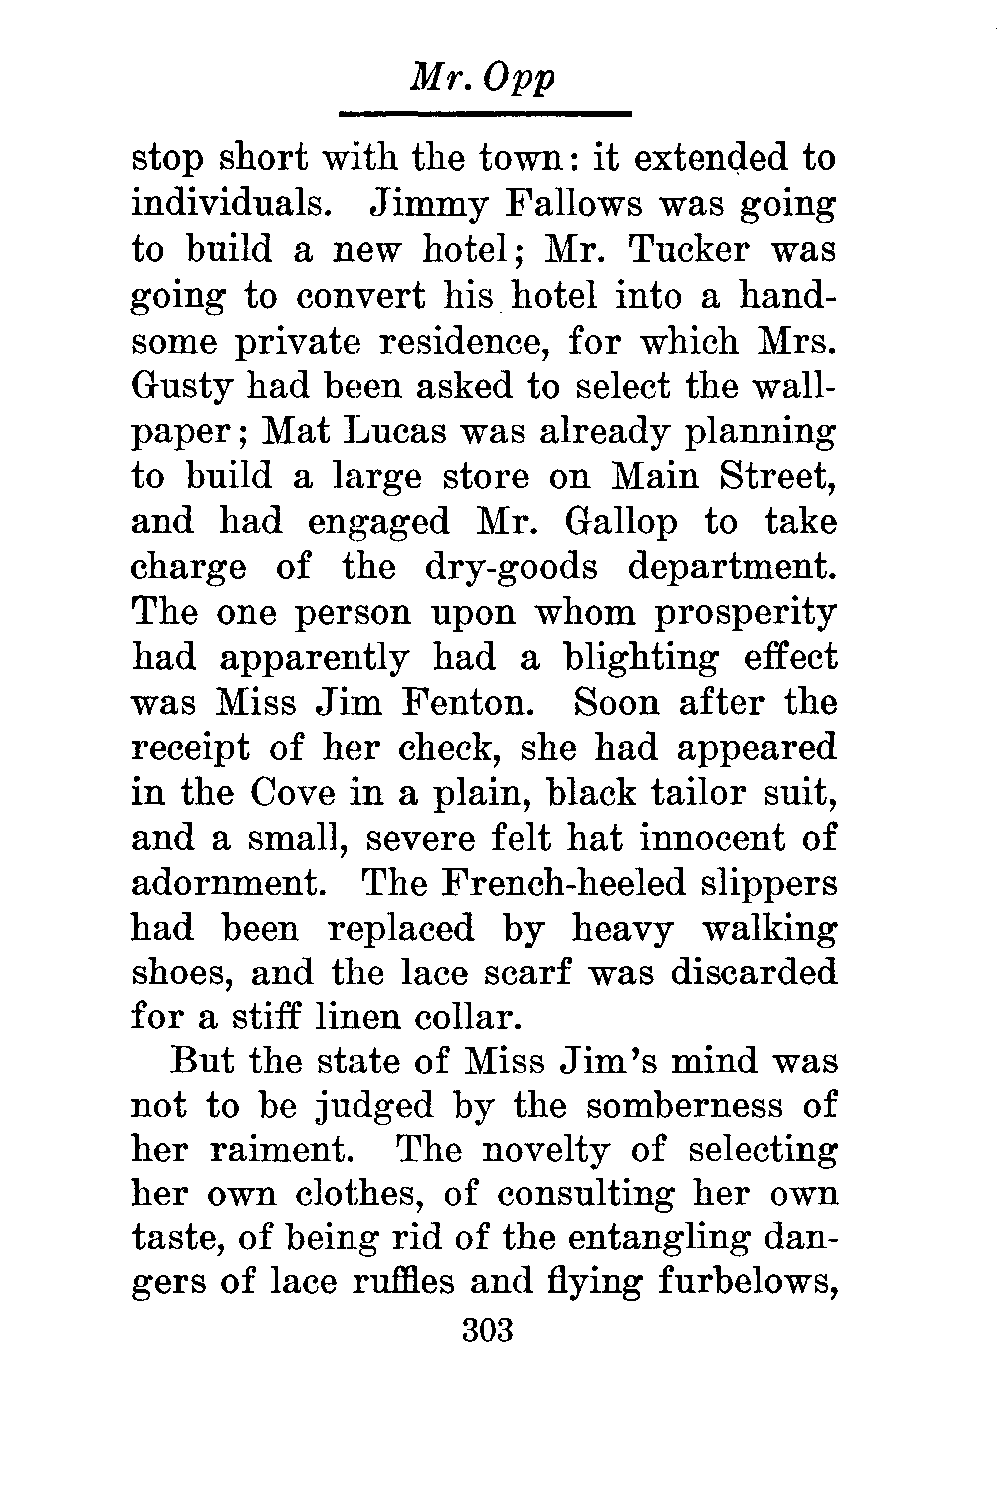 Mr. Opp
stop short with the town: it extended to
individuals. Jimmy Fallows was going
to build a new hotel; Mr. Tucker was
going to convert his hotel into a hand-
some private residence, for which Mrs.
Gusty had been asked to select the wall-
paper; Mat Lucas was already planning
to build a large store on Main Street,
and had engaged Mr. Gallop to take
charge of the dry-goods department.
The one person upon whom prosperity
had apparently had a blighting effect
was Miss Jim Fenton. Soon after the
receipt of her check, she had appeared
in the Cove in a plain, black tailor suit,
and a small, severe felt hat innocent of
adornment. The French-heeled slippers
had been replaced by heavy walking
shoes, and the lace scarf was discarded
for a stiff linen collar.
But the state of Miss Jim's mind was
not to be judged by the somberness of
her raiment. The novelty of selecting
her own clothes, of consulting her own
taste, of being rid of the entangling dan-
gers of lace ruffles and flying furbelows,
303